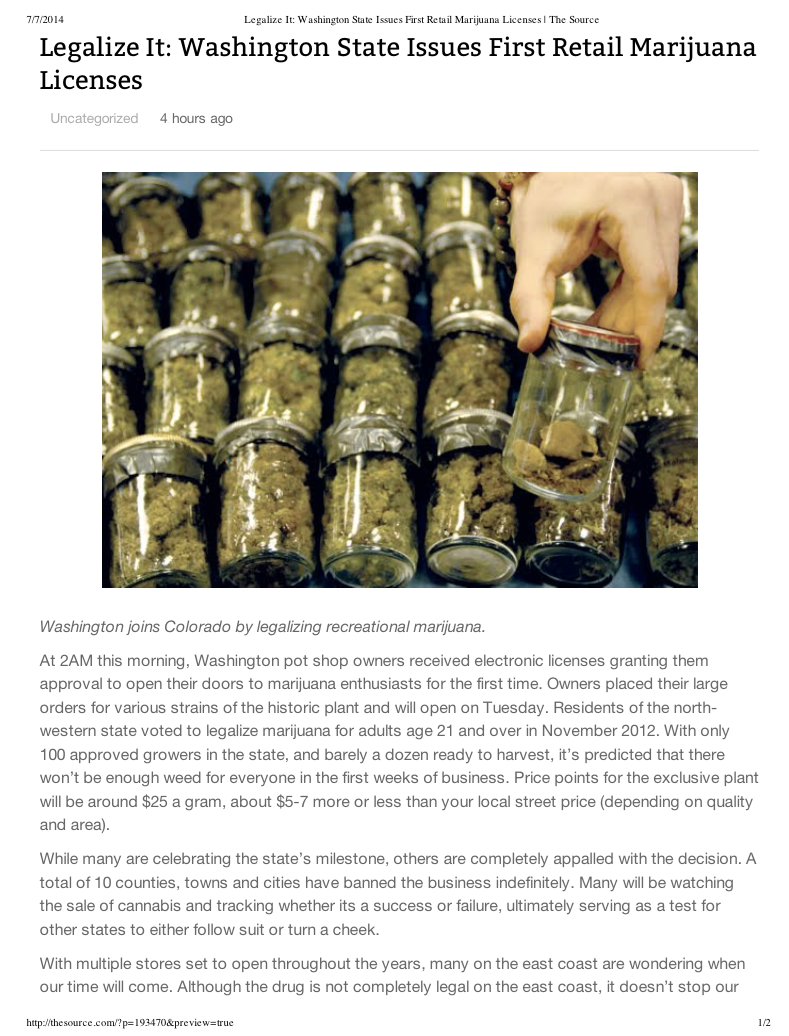 7/7/2014
Legalize It: Washington State Issues First Retail Marijuana Licenses | The Source
Legalize It: Washington State Issues First Retail Marijuana
Licenses
Uncategorized 4 hours ago
Washington joins Colorado by legalizing recreational marijuana.
At 2AM this morning, Washington pot shop owners received electronic licenses granting them
approval to open their doors to marijuana enthusiasts for the first time. Owners placed their large
orders for various strains of the historic plant and will open on Tuesday. Residents of the north-
western state voted to legalize marijuana for adults age 21 and over in November 2012. With only
100 approved growers in the state, and barely a dozen ready to harvest, it’s predicted that there
won’t be enough weed for everyone in the first weeks of business. Price points for the exclusive plant
will be around $25 a gram, about $5-7 more or less than your local street price (depending on quality
and area).
While many are celebrating the state’s milestone, others are completely appalled with the decision. A
total of 10 counties, towns and cities have banned the business indefinitely. Many will be watching
the sale of cannabis and tracking whether its a success or failure, ultimately serving as a test for
other states to either follow suit or turn a cheek.
With multiple stores set to open throughout the years, many on the east coast are wondering when
our time will come. Although the drug is not completely legal on the east coast, it doesn’t stop our
http://thesource.com/?p=193470&preview=true
1/2